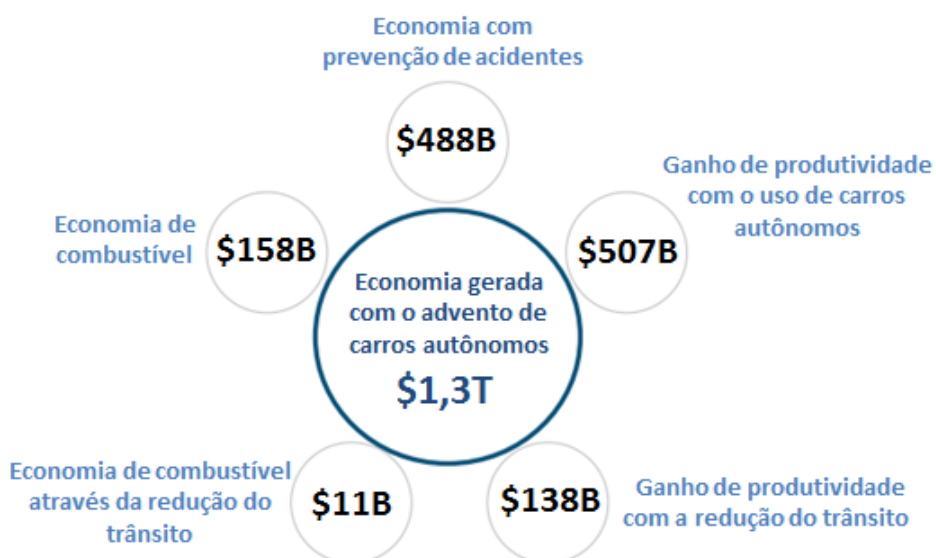 Economia com
prevenção de acidentes
$488B
Ganho de produtividade
com o uso de carros
autônomos
$507B
Economia de
combustível
$158B
Economia gerada
com o advento de
carros autônomos
$1,3T
Economia de combustível
através da redução do
trânsito
$11B
$138B
Ganho de produtividade
com a redução do trânsito